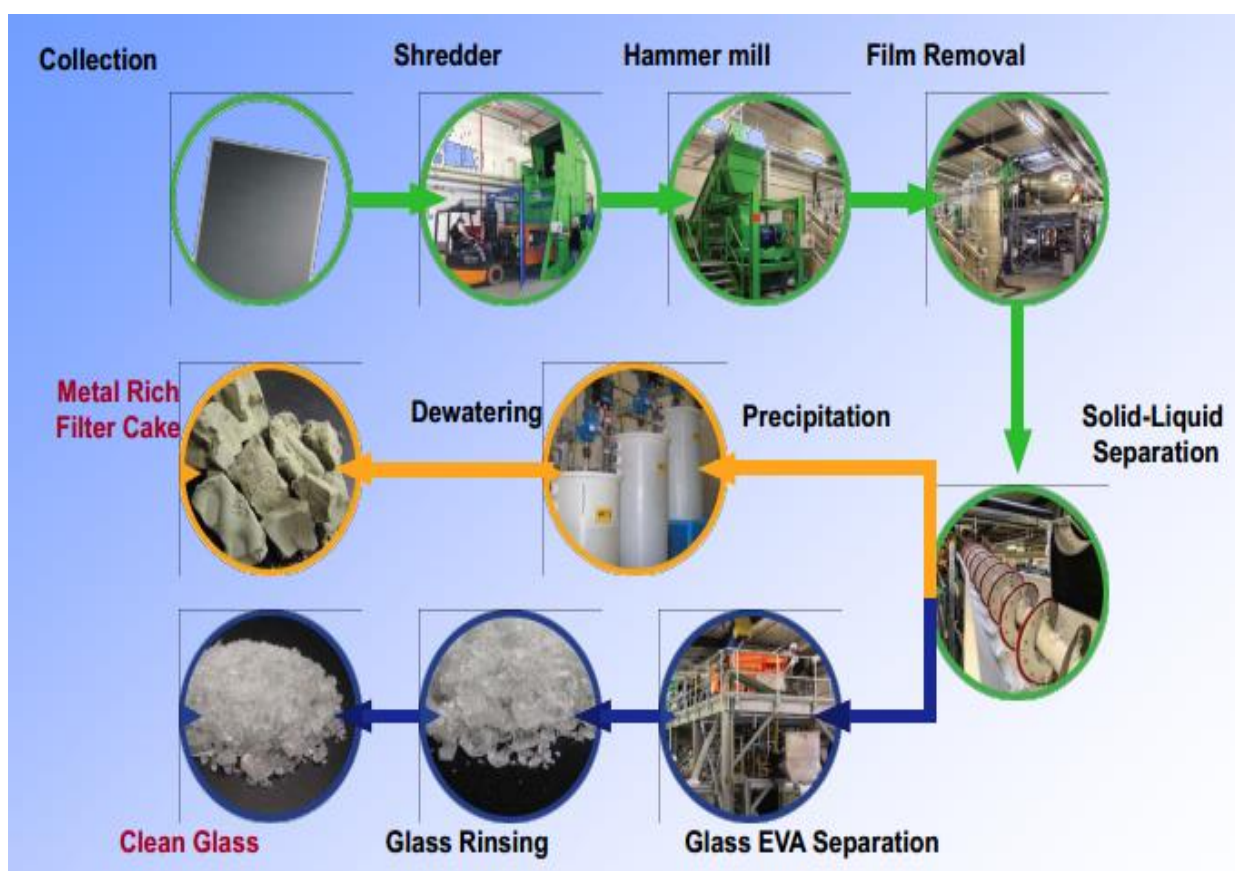 Collection
Shredder
Hammer mill
Film Removal
Metal Rich
Filter Cake
Dewatering
Precipitation
Solid-Liquid
Separation
Clean Glass
Glass Rinsing
Glass EVA Separation